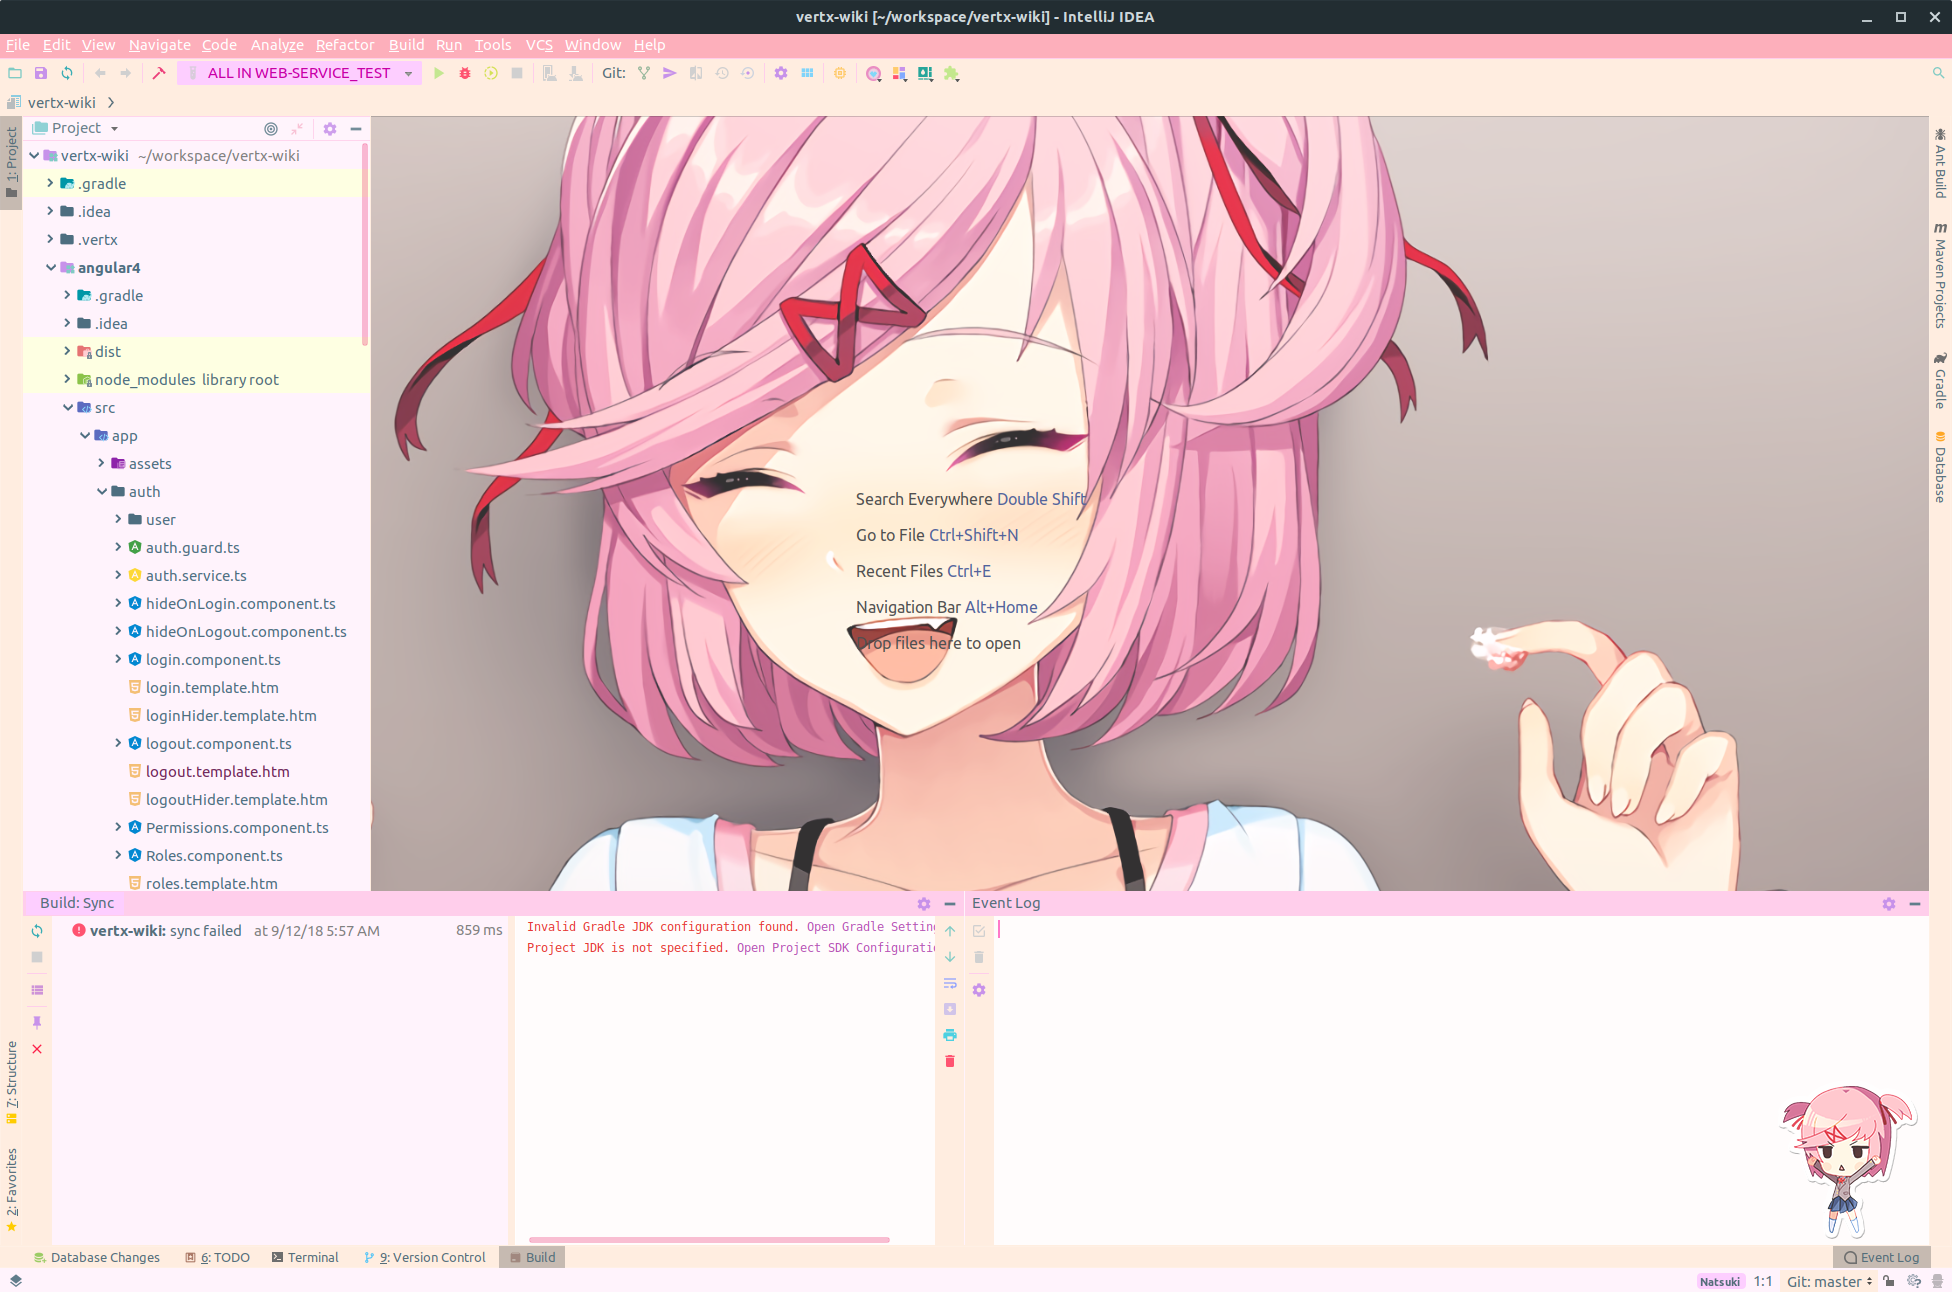 vertx-wiki [~/workspace/vertx-wiki] - IntelliJ IDEA
File Edit View Navigate Code Analyze Refactor Build Run Tools VCS Window Help
ALL IN WEB-SERVICE_TEST
Git:
vertx-wiki
1: Project
Project
vertx-wiki ~/workspace/vertx-wiki
.gradle
.idea
.vertx
angular4
.gradle
.idea
dist
node_modules library root
src
app
assets
auth
user
auth.guard.ts
auth.service.ts
hideOnLogin.component.ts
hideOnLogout.component.ts
login.component.ts
login.template.htm
loginHider.template.htm
logout.component.ts
logout.template.htm
logoutHider.template.htm
Permissions.component.ts
Roles.component.ts
roles.template.htm
Search Everywhere Double Shift
Go to File Ctrl+Shift+N
Recent Files Ctrl+E
Navigation Bar Alt+Home
Drop files here to open
Ant Build
m Maven Projects
Gradle
Database
Build: Sync
vertx-wiki: sync failed at 9/12/18 5:57 AM 859 ms
Invalid Gradle JDK configuration found. Open Gradle Setting
Project JDK is not specified. Open Project SDK Configurati
Event Log
7: Structure
2: Favorites
Database Changes 6: TODO Terminal 9: Version Control Build Event Log
Natsuki 1:1 Git: master